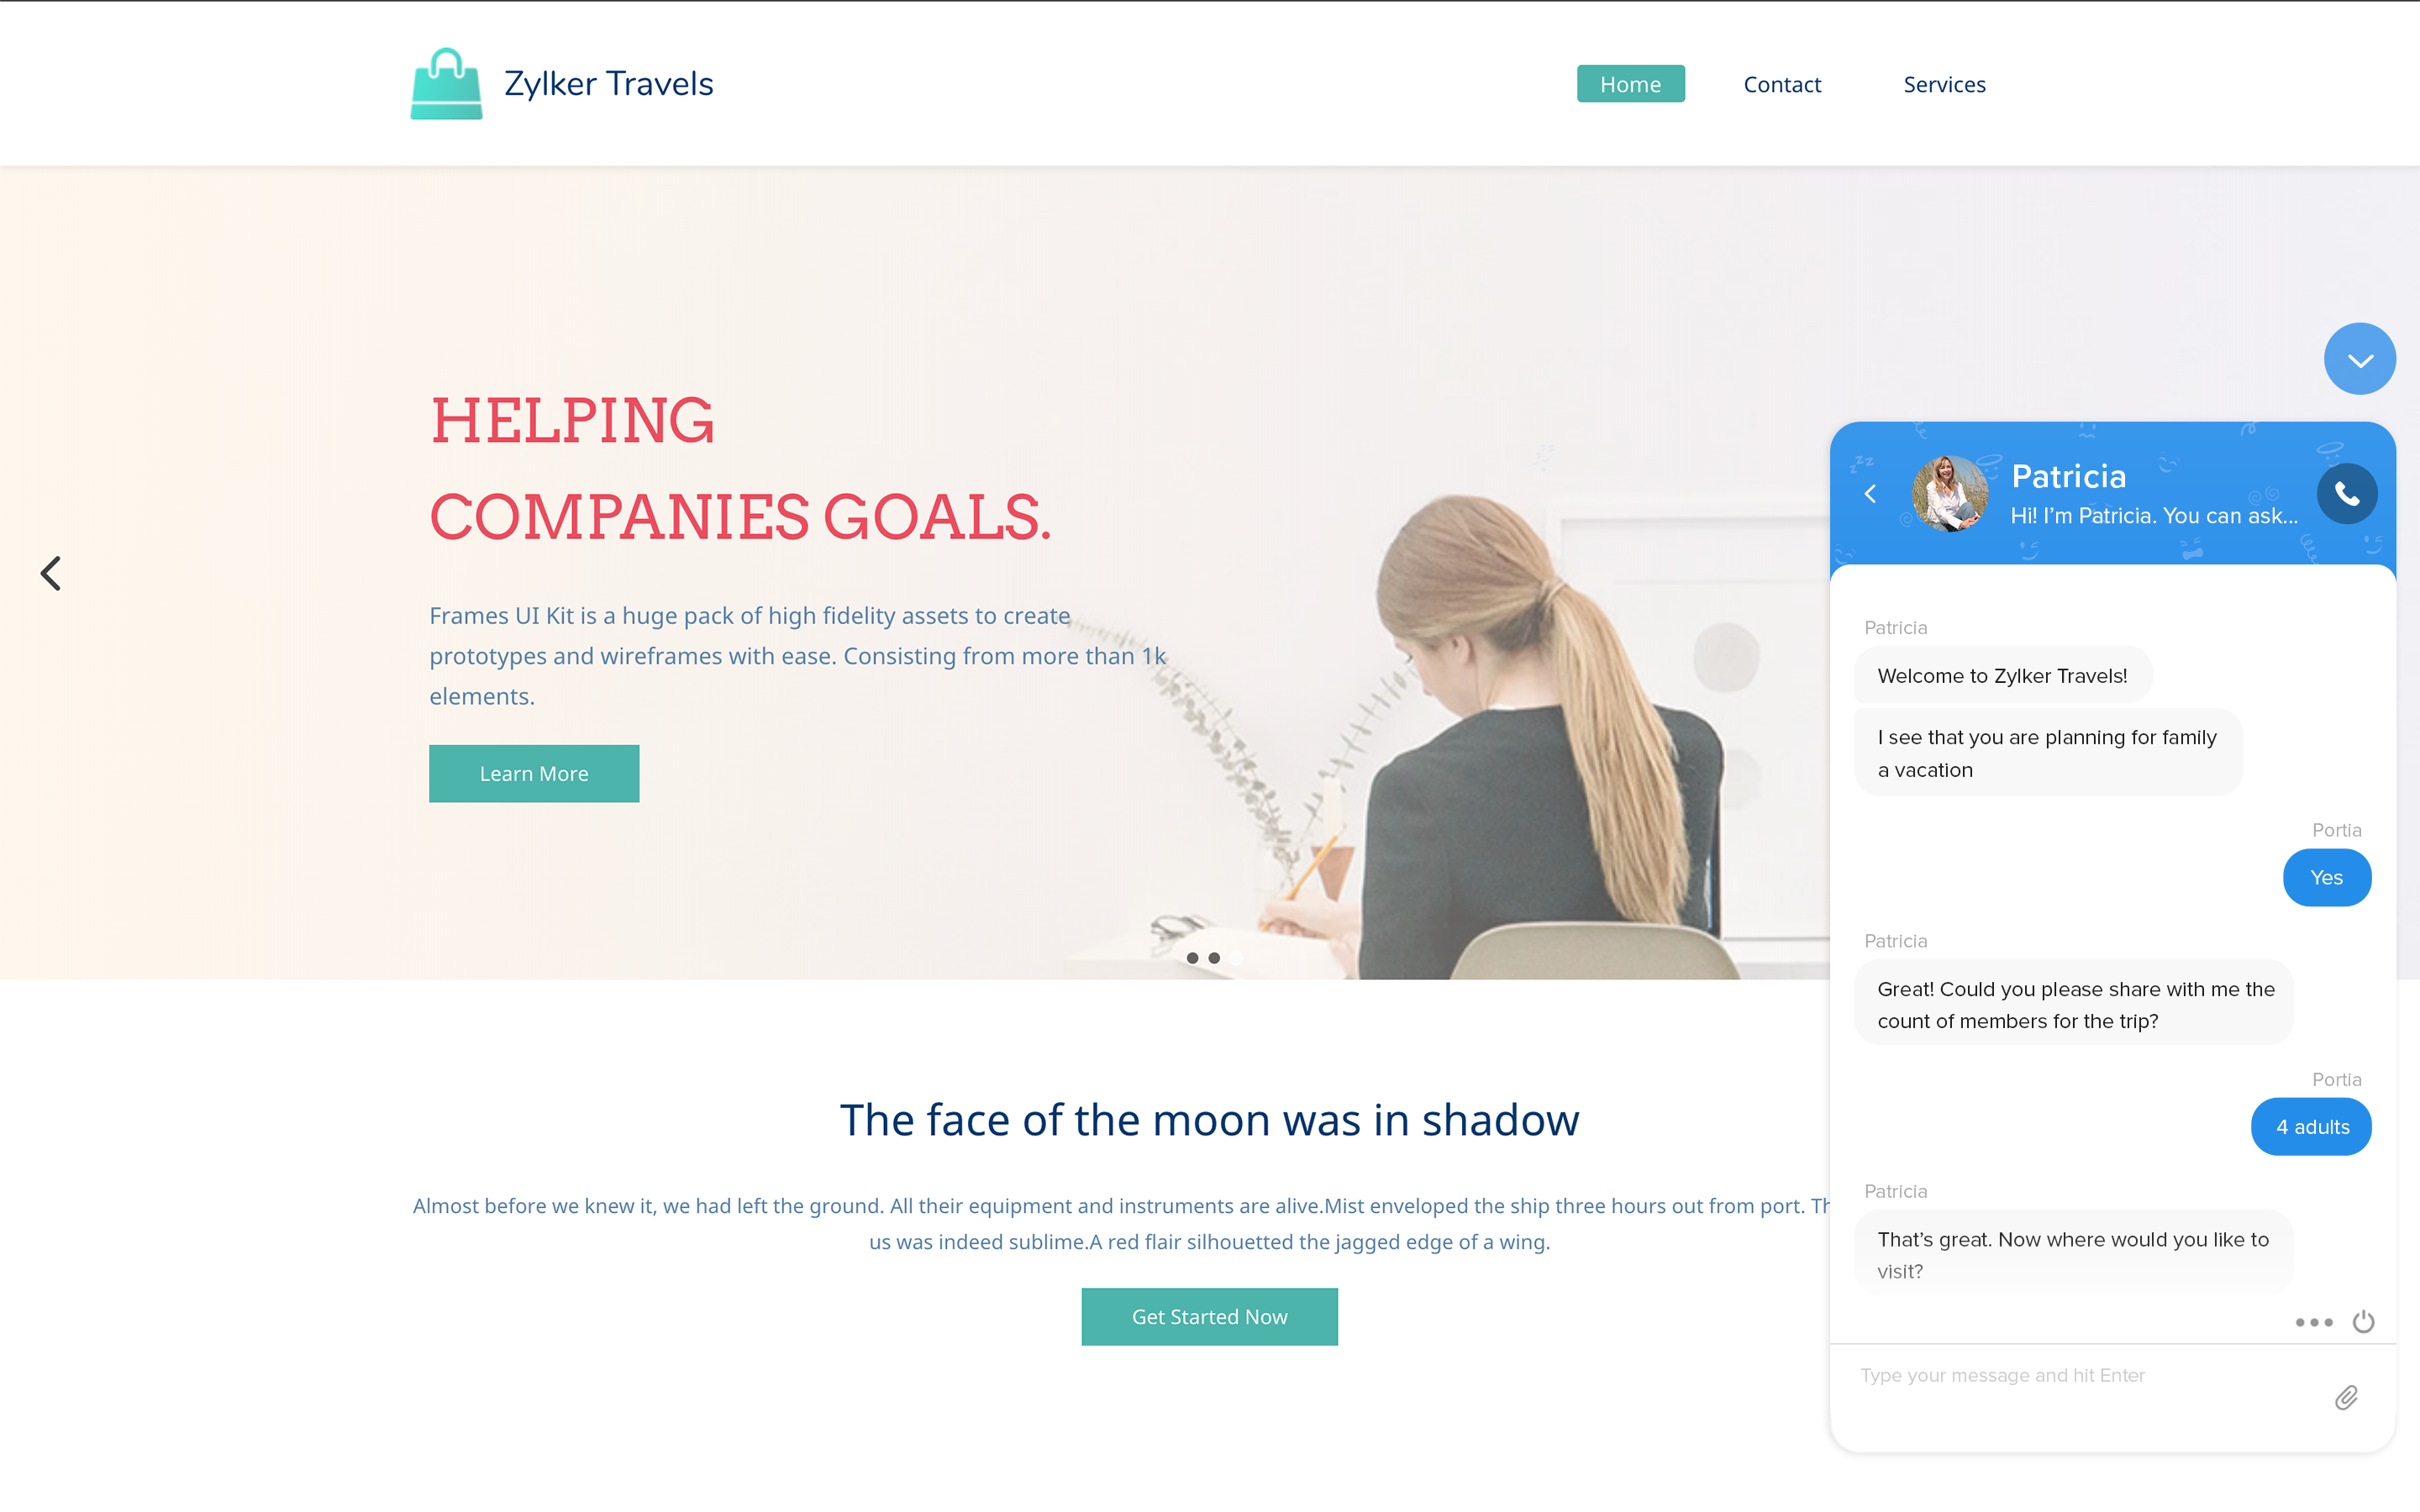 Zylker Travels
Home
Contact
Services
HELPING
COMPANIES GOALS.
Frames UI Kit is a huge pack of high fidelity assets to create
prototypes and wireframes with ease. Consisting from more than 1k
elements.
Learn More
The face of the moon was in shadow
Almost before we knew it, we had left the ground. All their equipment and instruments are alive.Mist enveloped the ship three hours out from port. Th
us was indeed sublime.A red flair silhouetted the jagged edge of a wing.
Get Started Now
Patricia
Hi! I’m Patricia. You can ask...
Patricia
Welcome to Zylker Travels!
I see that you are planning for family
a vacation
Portia
Yes
Patricia
Great! Could you please share with me the
count of members for the trip?
Portia
4 adults
Patricia
That’s great. Now where would you like to
visit?
Type your message and hit Enter